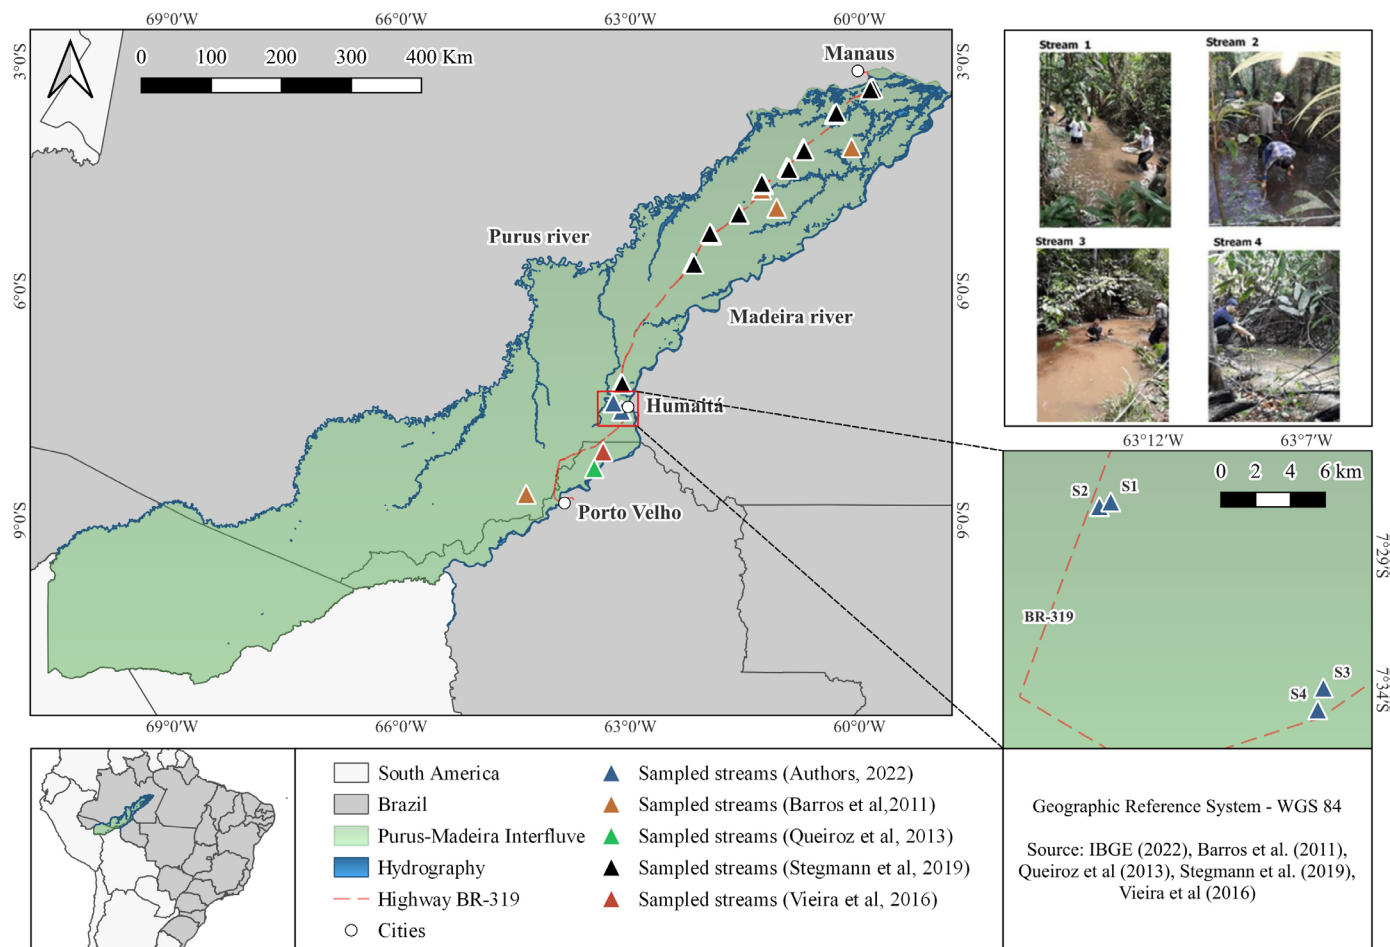 69°0'W 66°0'W 63°0'W 60°0'W
0 100 200 300 400 Km
3°0'S
3°0'S
Manaus
Purus river
6°0'S
6°0'S
Madeira river
Humaitá
9°0'S
9°0'S
Porto Velho
69°0'W 66°0'W 63°0'W 60°0'W
Stream 1
Stream 2
Stream 3
Stream 4
63°12'W 63°7'W
0 2 4 6 km
S2 S1
7°29'S
BR-319
S3
S4
7°34'S
South America
Brazil
Purus-Madeira Interfluve
Hydrography
Highway BR-319
Cities
Sampled streams (Authors, 2022)
Sampled streams (Barros et al,2011)
Sampled streams (Queiroz et al, 2013)
Sampled streams (Stegmann et al, 2019)
Sampled streams (Vieira et al, 2016)
Geographic Reference System - WGS 84
Source: IBGE (2022), Barros et al. (2011),
Queiroz et al (2013), Stegmann et al. (2019),
Vieira et al (2016)